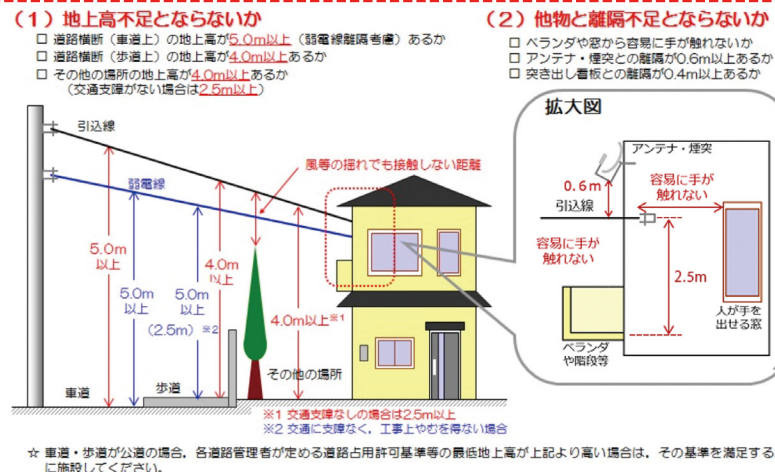 （1）地上高不足とならないか
□ 道路横断（車道上）の地上高が5.0m以上（弱電線離隔考慮）あるか
□ 道路横断（歩道上）の地上高が4.0m以上あるか
□ その他の場所の地上高が4.0m以上あるか
（交通支障がない場合は2.5m以上）
（2）他物と離隔不足とならないか
□ ベランダや窓から容易に手が触れないか
□ アンテナ・煙突との離隔が0.6m以上あるか
□ 突き出し看板との離隔が0.4m以上あるか
引込線
弱電線
風等の揺れでも接触しない距離
5.0m
以上
5.0m
以上
5.0m
以上
（2.5m）※2
4.0m
以上
4.0m以上※1
車道
歩道
その他の場所
※1 交通支障なしの場合は2.5m以上
※2 交通に支障なく，工事上やむを得ない場合
拡大図
アンテナ・煙突
0.6m
引込線
容易に手が
触れない
容易に手が
触れない
2.5m
人が手を
出せる窓
ベランダ
や階段等
☆ 車道・歩道が公道の場合，各道路管理者が定める道路占用許可基準等の最低地上高が上記より高い場合は，その基準を満足する
に施設してください。